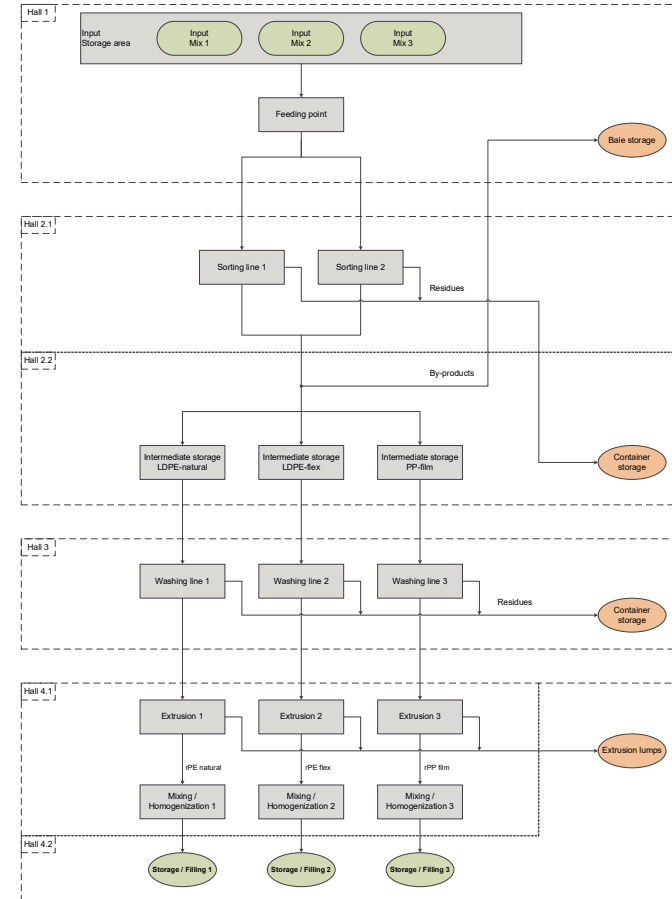 Hall 1
Input
Storage area
Input
Mix 1
Input
Mix 2
Input
Mix 3
Feeding point
Bale storage
Hall 2.1
Sorting line 1
Sorting line 2
Residues
Hall 2.2
By-products
Intermediate storage
LDPE-natural
Intermediate storage
LDPE-flex
Intermediate storage
PP-film
Container
storage
Hall 3
Washing line 1
Washing line 2
Washing line 3
Residues
Container
storage
Hall 4.1
Extrusion 1
Extrusion 2
Extrusion 3
Extrusion lumps
rPE natural
rPE flex
rPP film
Mixing /
Homogenization 1
Mixing /
Homogenization 2
Mixing /
Homogenization 3
Hall 4.2
Storage / Filling 1
Storage / Filling 2
Storage / Filling 3